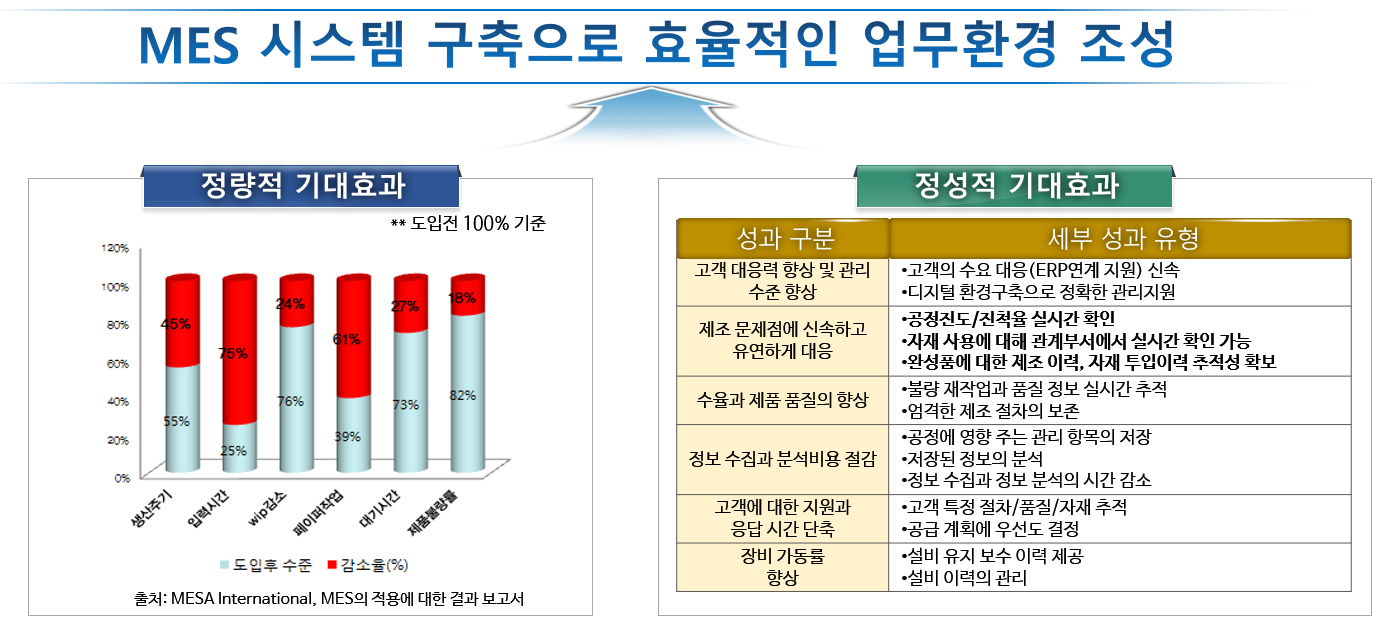 MES 시스템 구축으로 효율적인 업무환경 조성
정량적 기대효과
** 도입전 100% 기준
120%
100%
80%
60%
40%
20%
0%
45%
75%
24%
61%
27%
18%
55%
25%
76%
39%
73%
82%
생산주기
입력시간
wip감소
페이퍼작업
대기시간
제품불량률
도입후 수준
감소율(%)
출처: MESA International, MES의 적용에 대한 결과 보고서
정성적 기대효과
성과 구분
세부 성과 유형
고객 대응력 향상 및 관리
수준 향상
•고객의 수요 대응(ERP연계 지원) 신속
•디지털 환경구축으로 정확한 관리지원
제조 문제점에 신속하고
유연하게 대응
•공정진도/진척율 실시간 확인
•자재 사용에 대해 관계부서에서 실시간 확인 가능
•완성품에 대한 제조 이력, 자재 투입이력 추적성 확보
수율과 제품 품질의 향상
•불량 재작업과 품질 정보 실시간 추적
•엄격한 제조 절차의 보존
정보 수집과 분석비용 절감
•공정에 영향 주는 관리 항목의 저장
•저장된 정보의 분석
•정보 수집과 정보 분석의 시간 감소
고객에 대한 지원과
응답 시간 단축
•고객 특정 절차/품질/자재 추적
•공급 계획에 우선도 결정
장비 가동률
향상
•설비 유지 보수 이력 제공
•설비 이력의 관리